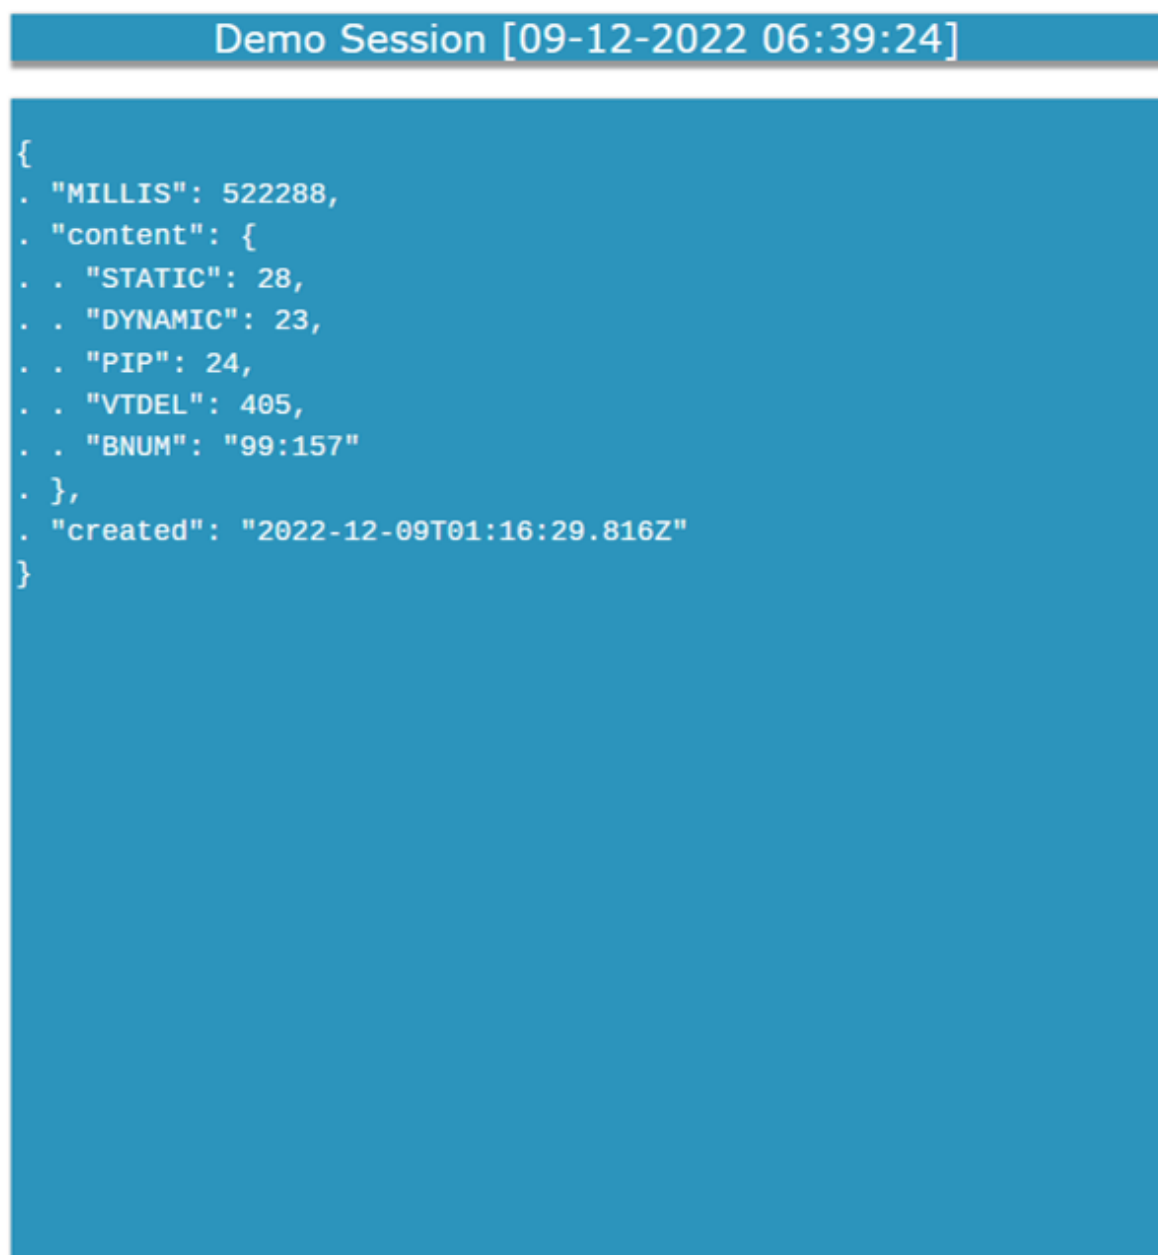 Demo Session [09-12-2022 06:39:24]
{
. "MILLIS": 522288,
. "content": {
. . "STATIC": 28,
. . "DYNAMIC": 23,
. . "PIP": 24,
. . "VTDEL": 405,
. . "BNUM": "99:157"
. },
. "created": "2022-12-09T01:16:29.816Z"
}